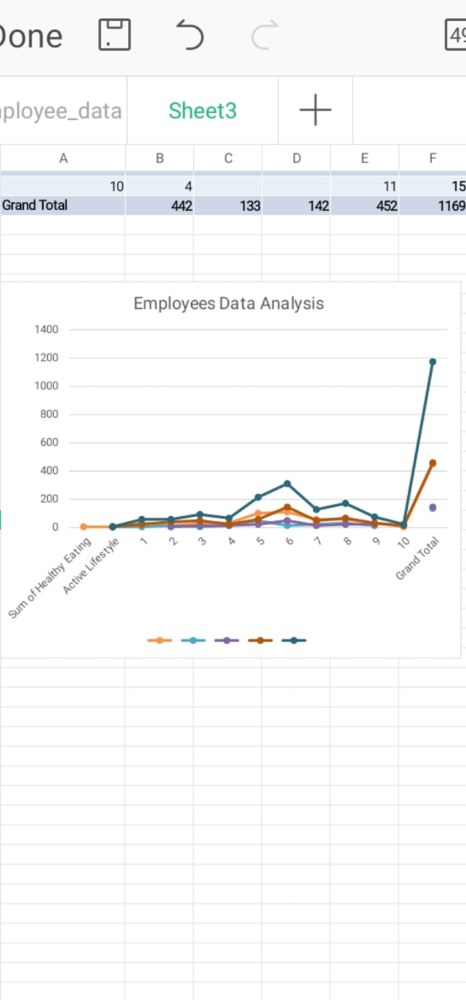 Done 49
ployee_data Sheet3
A B C D E F
10 4 11 15
Grand Total 442 133 142 452 1169
Employees Data Analysis
1400
1200
1000
800
600
400
200
0
Sum of Healthy Eating Active Lifestyle 1 2 3 4 5 6 7 8 9 10 Grand Total